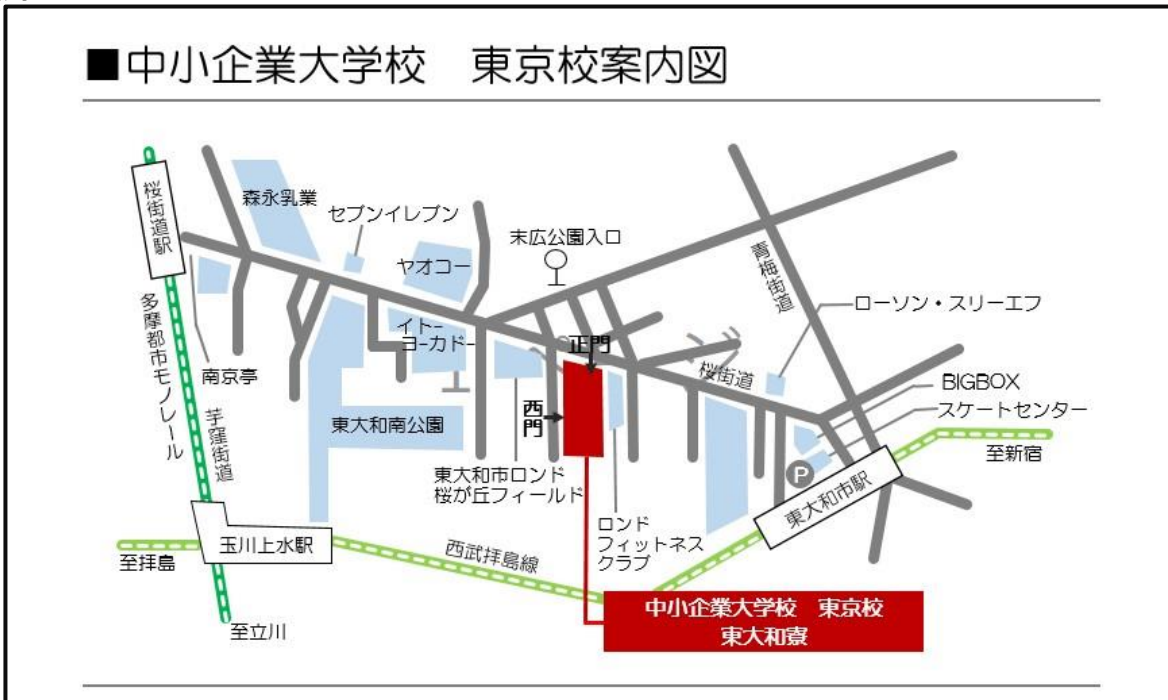 ■中小企業大学校　東京校案内図
桜街道駅
森永乳業
セブンイレブン
ヤオコー
末広公園入口
青梅街道
ローソン・スリーエフ
多摩都市モノレール
南京亭
イトー
ヨーカドー
正門
桜街道
BIGBOX
スケートセンター
芋窪街道
東大和南公園
西門
P
至新宿
東大和市ロンド
桜が丘フィールド
東大和市駅
ロンド
フィットネス
クラブ
玉川上水駅
至拝島
西武拝島線
中小企業大学校　東京校
東大和寮
至立川